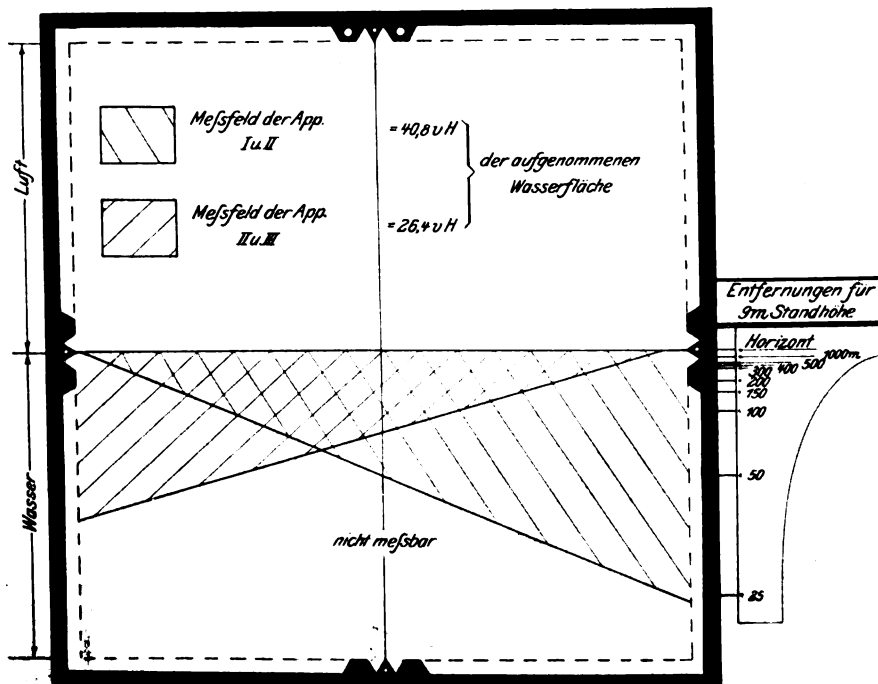 Luft
Meßfeld der App.
I u. II
= 40,8 v H
der aufgenommenen
Wasserfläche
Meßfeld der App.
II u. III
= 26,4 v H
Entfernungen für
9m Standhöhe
Horizont
1000m
500
400
300
200
150
100
50
25
Wasser
nicht meßbar